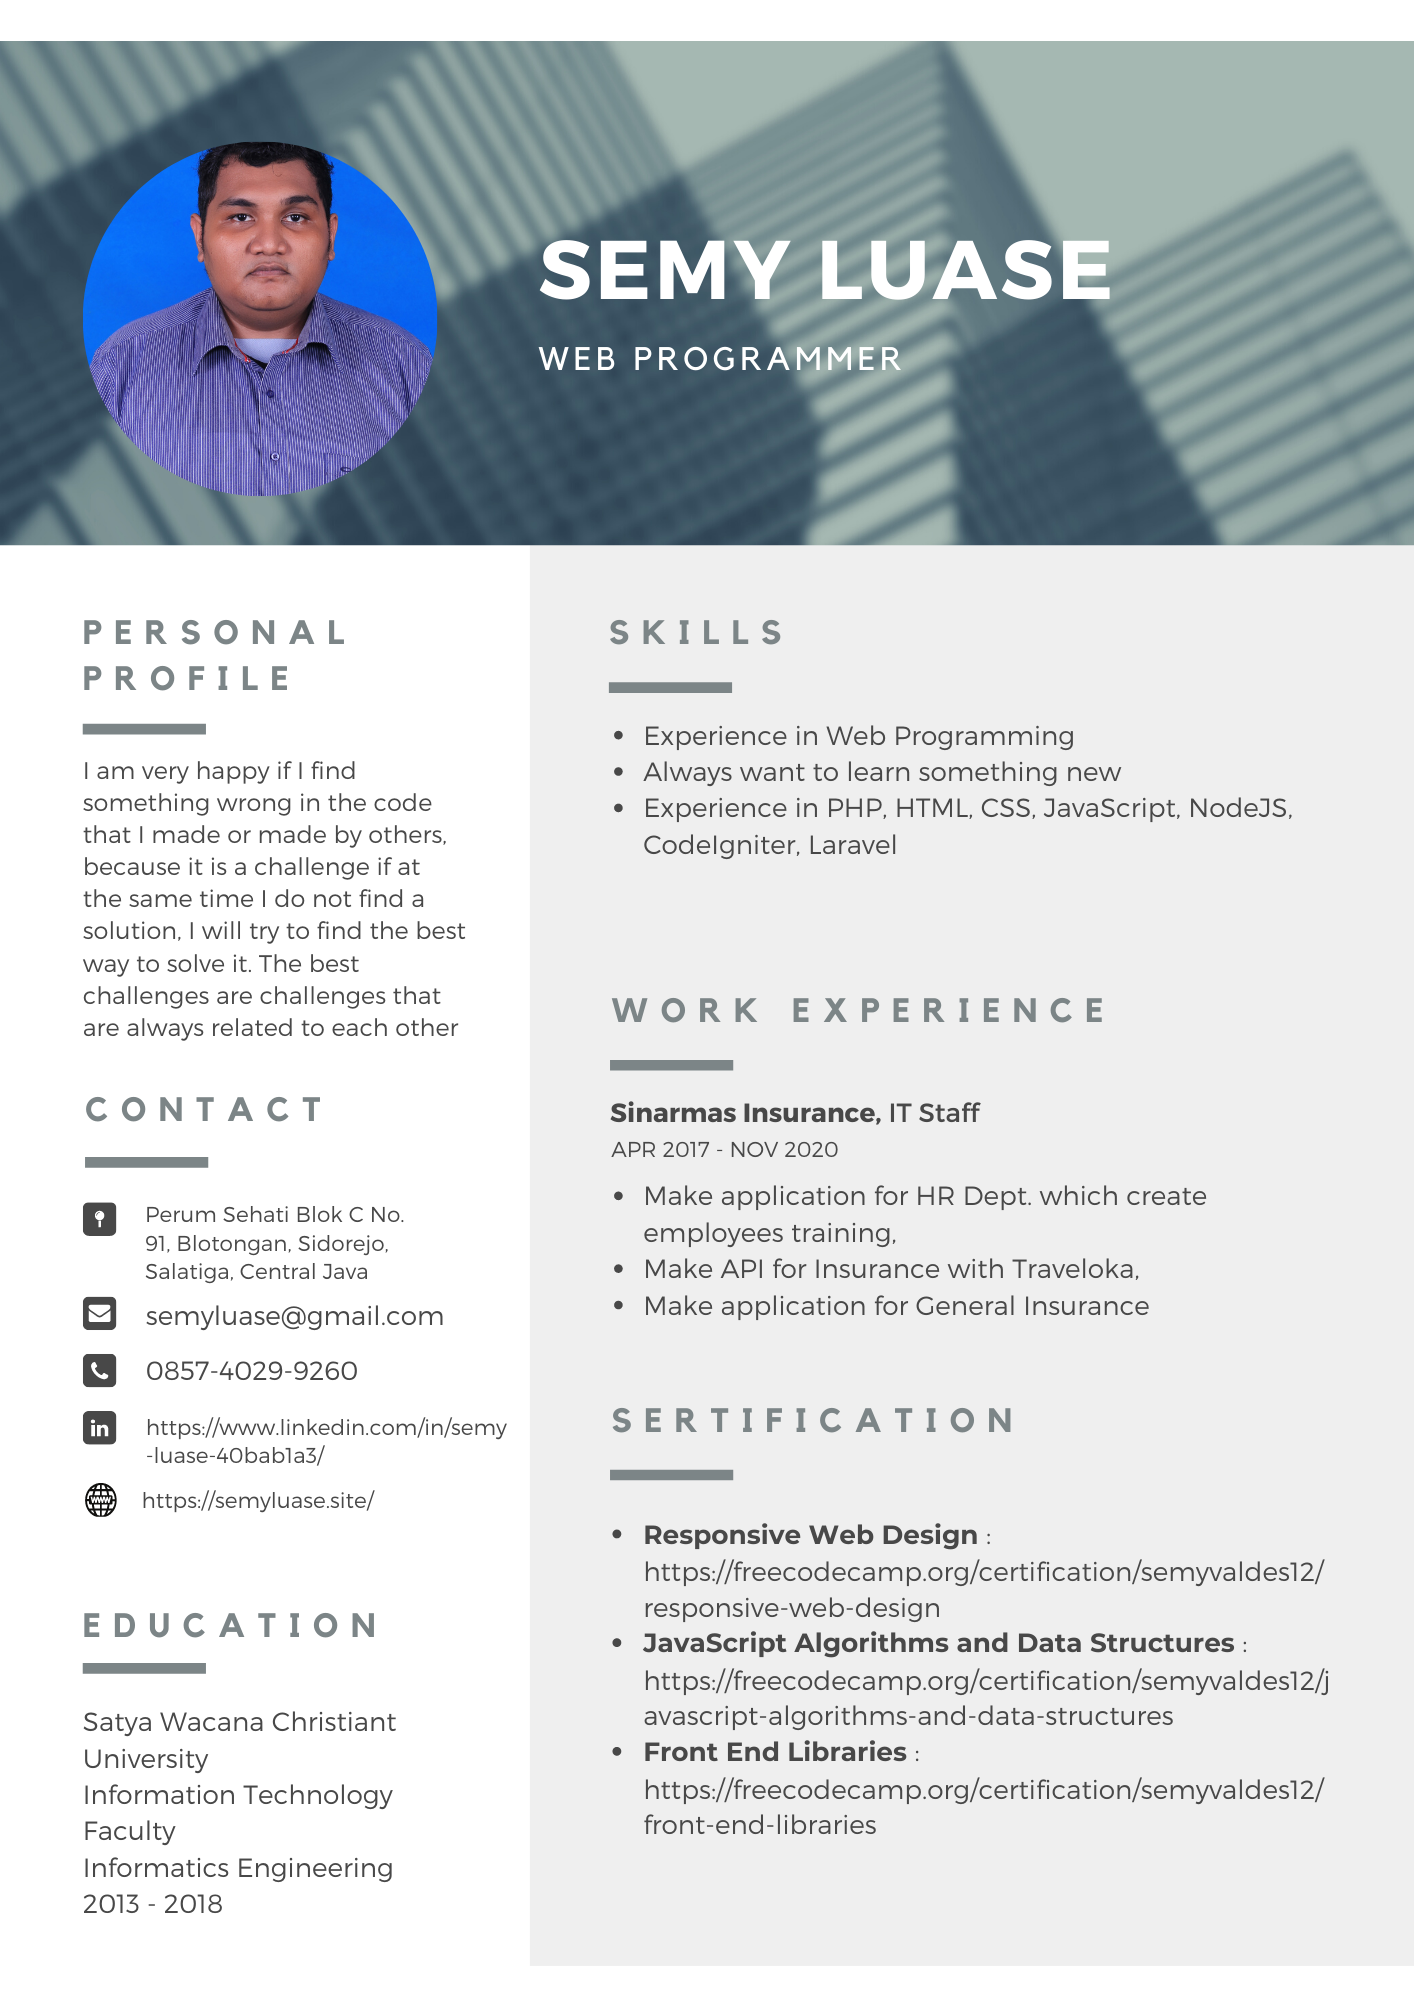 SEMY LUASE
WEB PROGRAMMER
PERSONAL
PROFILE
I am very happy if I find
something wrong in the code
that I made or made by others,
because it is a challenge if at
the same time I do not find a
solution, I will try to find the best
way to solve it. The best
challenges are challenges that
are always related to each other
CONTACT
Perum Sehati Blok C No.
91, Blotongan, Sidorejo,
Salatiga, Central Java
semyluase@gmail.com
0857-4029-9260
in
https://www.linkedin.com/in/semy
-luase-40bab1a3/
www
https://semyluase.site/
EDUCATION
Satya Wacana Christiant
University
Information Technology
Faculty
Informatics Engineering
2013 - 2018
SKILLS
• Experience in Web Programming
• Always want to learn something new
• Experience in PHP, HTML, CSS, JavaScript, NodeJS,
CodeIgniter, Laravel
WORK EXPERIENCE
Sinarmas Insurance, IT Staff
APR 2017 - NOV 2020
• Make application for HR Dept. which create
employees training,
• Make API for Insurance with Traveloka,
• Make application for General Insurance
SERTIFICATION
• Responsive Web Design :
https://freecodecamp.org/certification/semyvaldes12/
responsive-web-design
• JavaScript Algorithms and Data Structures :
https://freecodecamp.org/certification/semyvaldes12/j
avascript-algorithms-and-data-structures
• Front End Libraries :
https://freecodecamp.org/certification/semyvaldes12/
front-end-libraries